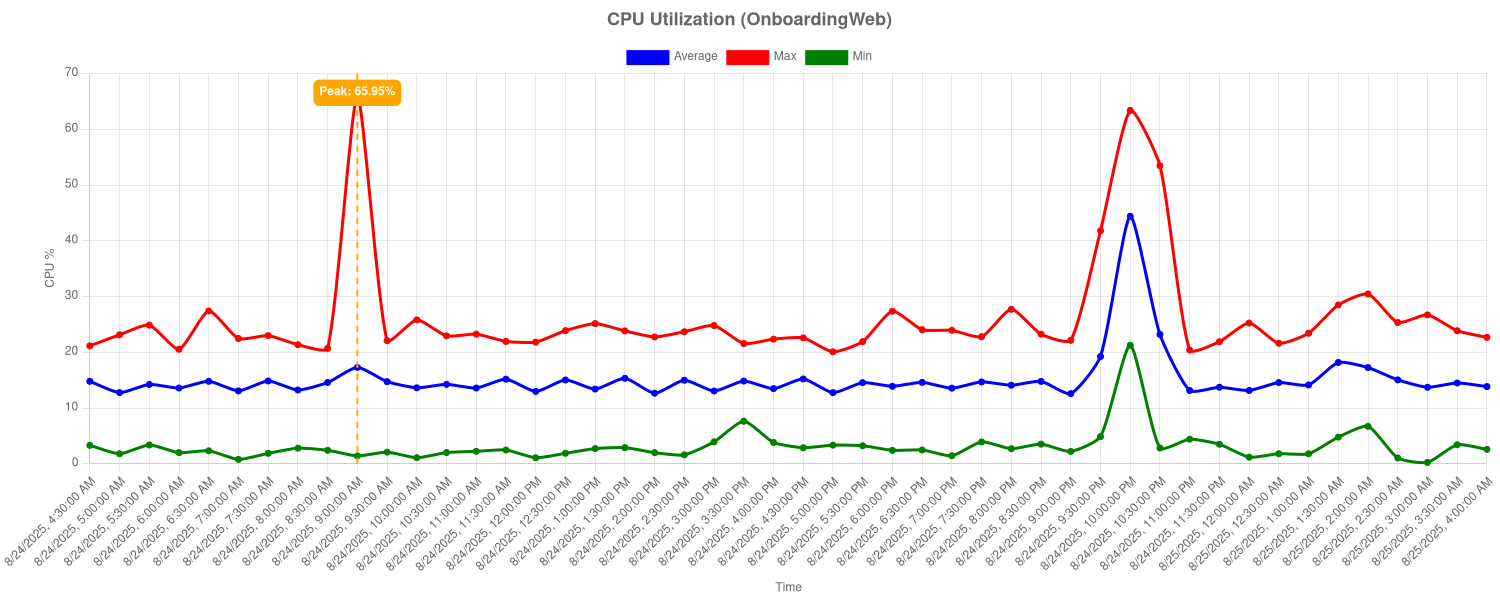 CPU Utilization (OnboardingWeb)
Average Max Min
Peak: 65.95%
70
60
50
40
30
20
10
0
CPU %
8/24/2025, 4:30:00 AM
8/24/2025, 5:00:00 AM
8/24/2025, 5:30:00 AM
8/24/2025, 6:00:00 AM
8/24/2025, 6:30:00 AM
8/24/2025, 7:00:00 AM
8/24/2025, 7:30:00 AM
8/24/2025, 8:00:00 AM
8/24/2025, 8:30:00 AM
8/24/2025, 9:00:00 AM
8/24/2025, 9:30:00 AM
8/24/2025, 10:00:00 AM
8/24/2025, 10:30:00 AM
8/24/2025, 11:00:00 AM
8/24/2025, 11:30:00 AM
8/24/2025, 12:00:00 PM
8/24/2025, 12:30:00 PM
8/24/2025, 1:00:00 PM
8/24/2025, 1:30:00 PM
8/24/2025, 2:00:00 PM
8/24/2025, 2:30:00 PM
8/24/2025, 3:00:00 PM
8/24/2025, 3:30:00 PM
8/24/2025, 4:00:00 PM
8/24/2025, 4:30:00 PM
8/24/2025, 5:00:00 PM
8/24/2025, 5:30:00 PM
8/24/2025, 6:00:00 PM
8/24/2025, 6:30:00 PM
8/24/2025, 7:00:00 PM
8/24/2025, 7:30:00 PM
8/24/2025, 8:00:00 PM
8/24/2025, 8:30:00 PM
8/24/2025, 9:00:00 PM
8/24/2025, 9:30:00 PM
8/24/2025, 10:00:00 PM
8/24/2025, 10:30:00 PM
8/24/2025, 11:00:00 PM
8/24/2025, 11:30:00 PM
8/25/2025, 12:00:00 AM
8/25/2025, 12:30:00 AM
8/25/2025, 1:00:00 AM
8/25/2025, 1:30:00 AM
8/25/2025, 2:00:00 AM
8/25/2025, 2:30:00 AM
8/25/2025, 3:00:00 AM
8/25/2025, 3:30:00 AM
8/25/2025, 4:00:00 AM
Time